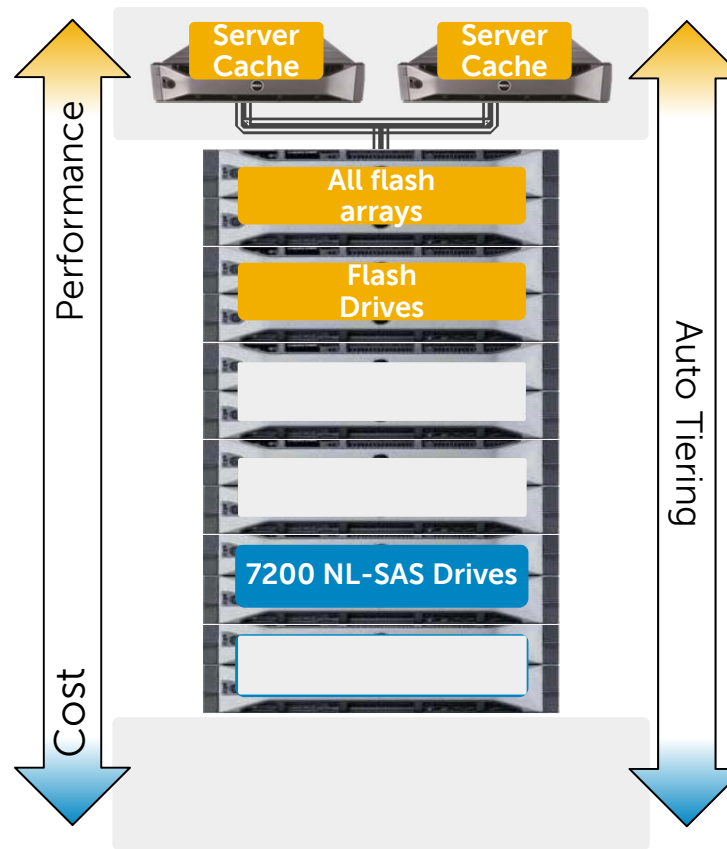 Server
Cache
Server
Cache
Performance
All flash
arrays
Flash
Drives
Auto Tiering
7200 NL-SAS Drives
Cost